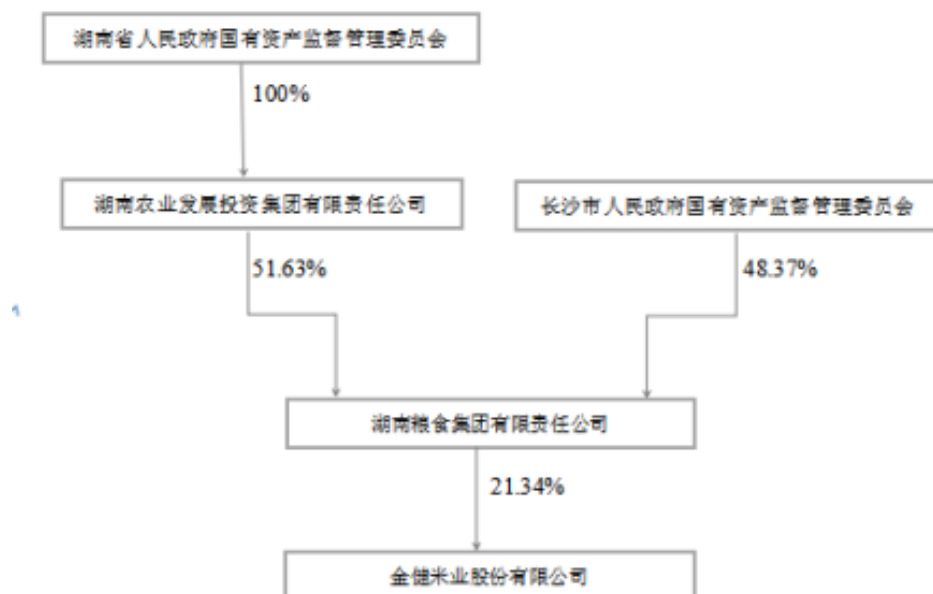 湖南省人民政府国有资产监督管理委员会
100%
湖南农业发展投资集团有限责任公司
长沙市人民政府国有资产监督管理委员会
51.63%
48.37%
湖南粮食集团有限责任公司
21.34%
金健米业股份有限公司